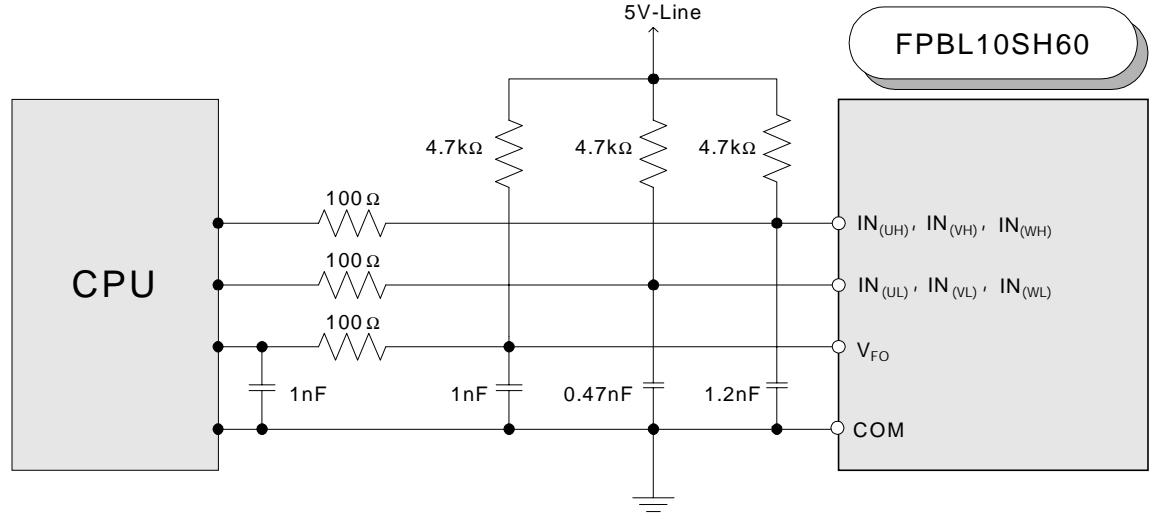 5V-Line
FPBL10SH60
4.7kΩ 4.7kΩ 4.7kΩ
100Ω
IN(UH), IN(VH), IN(WH)
CPU
100Ω
IN(UL), IN(VL), IN(WL)
100Ω
VFO
1nF 1nF 0.47nF 1.2nF
COM